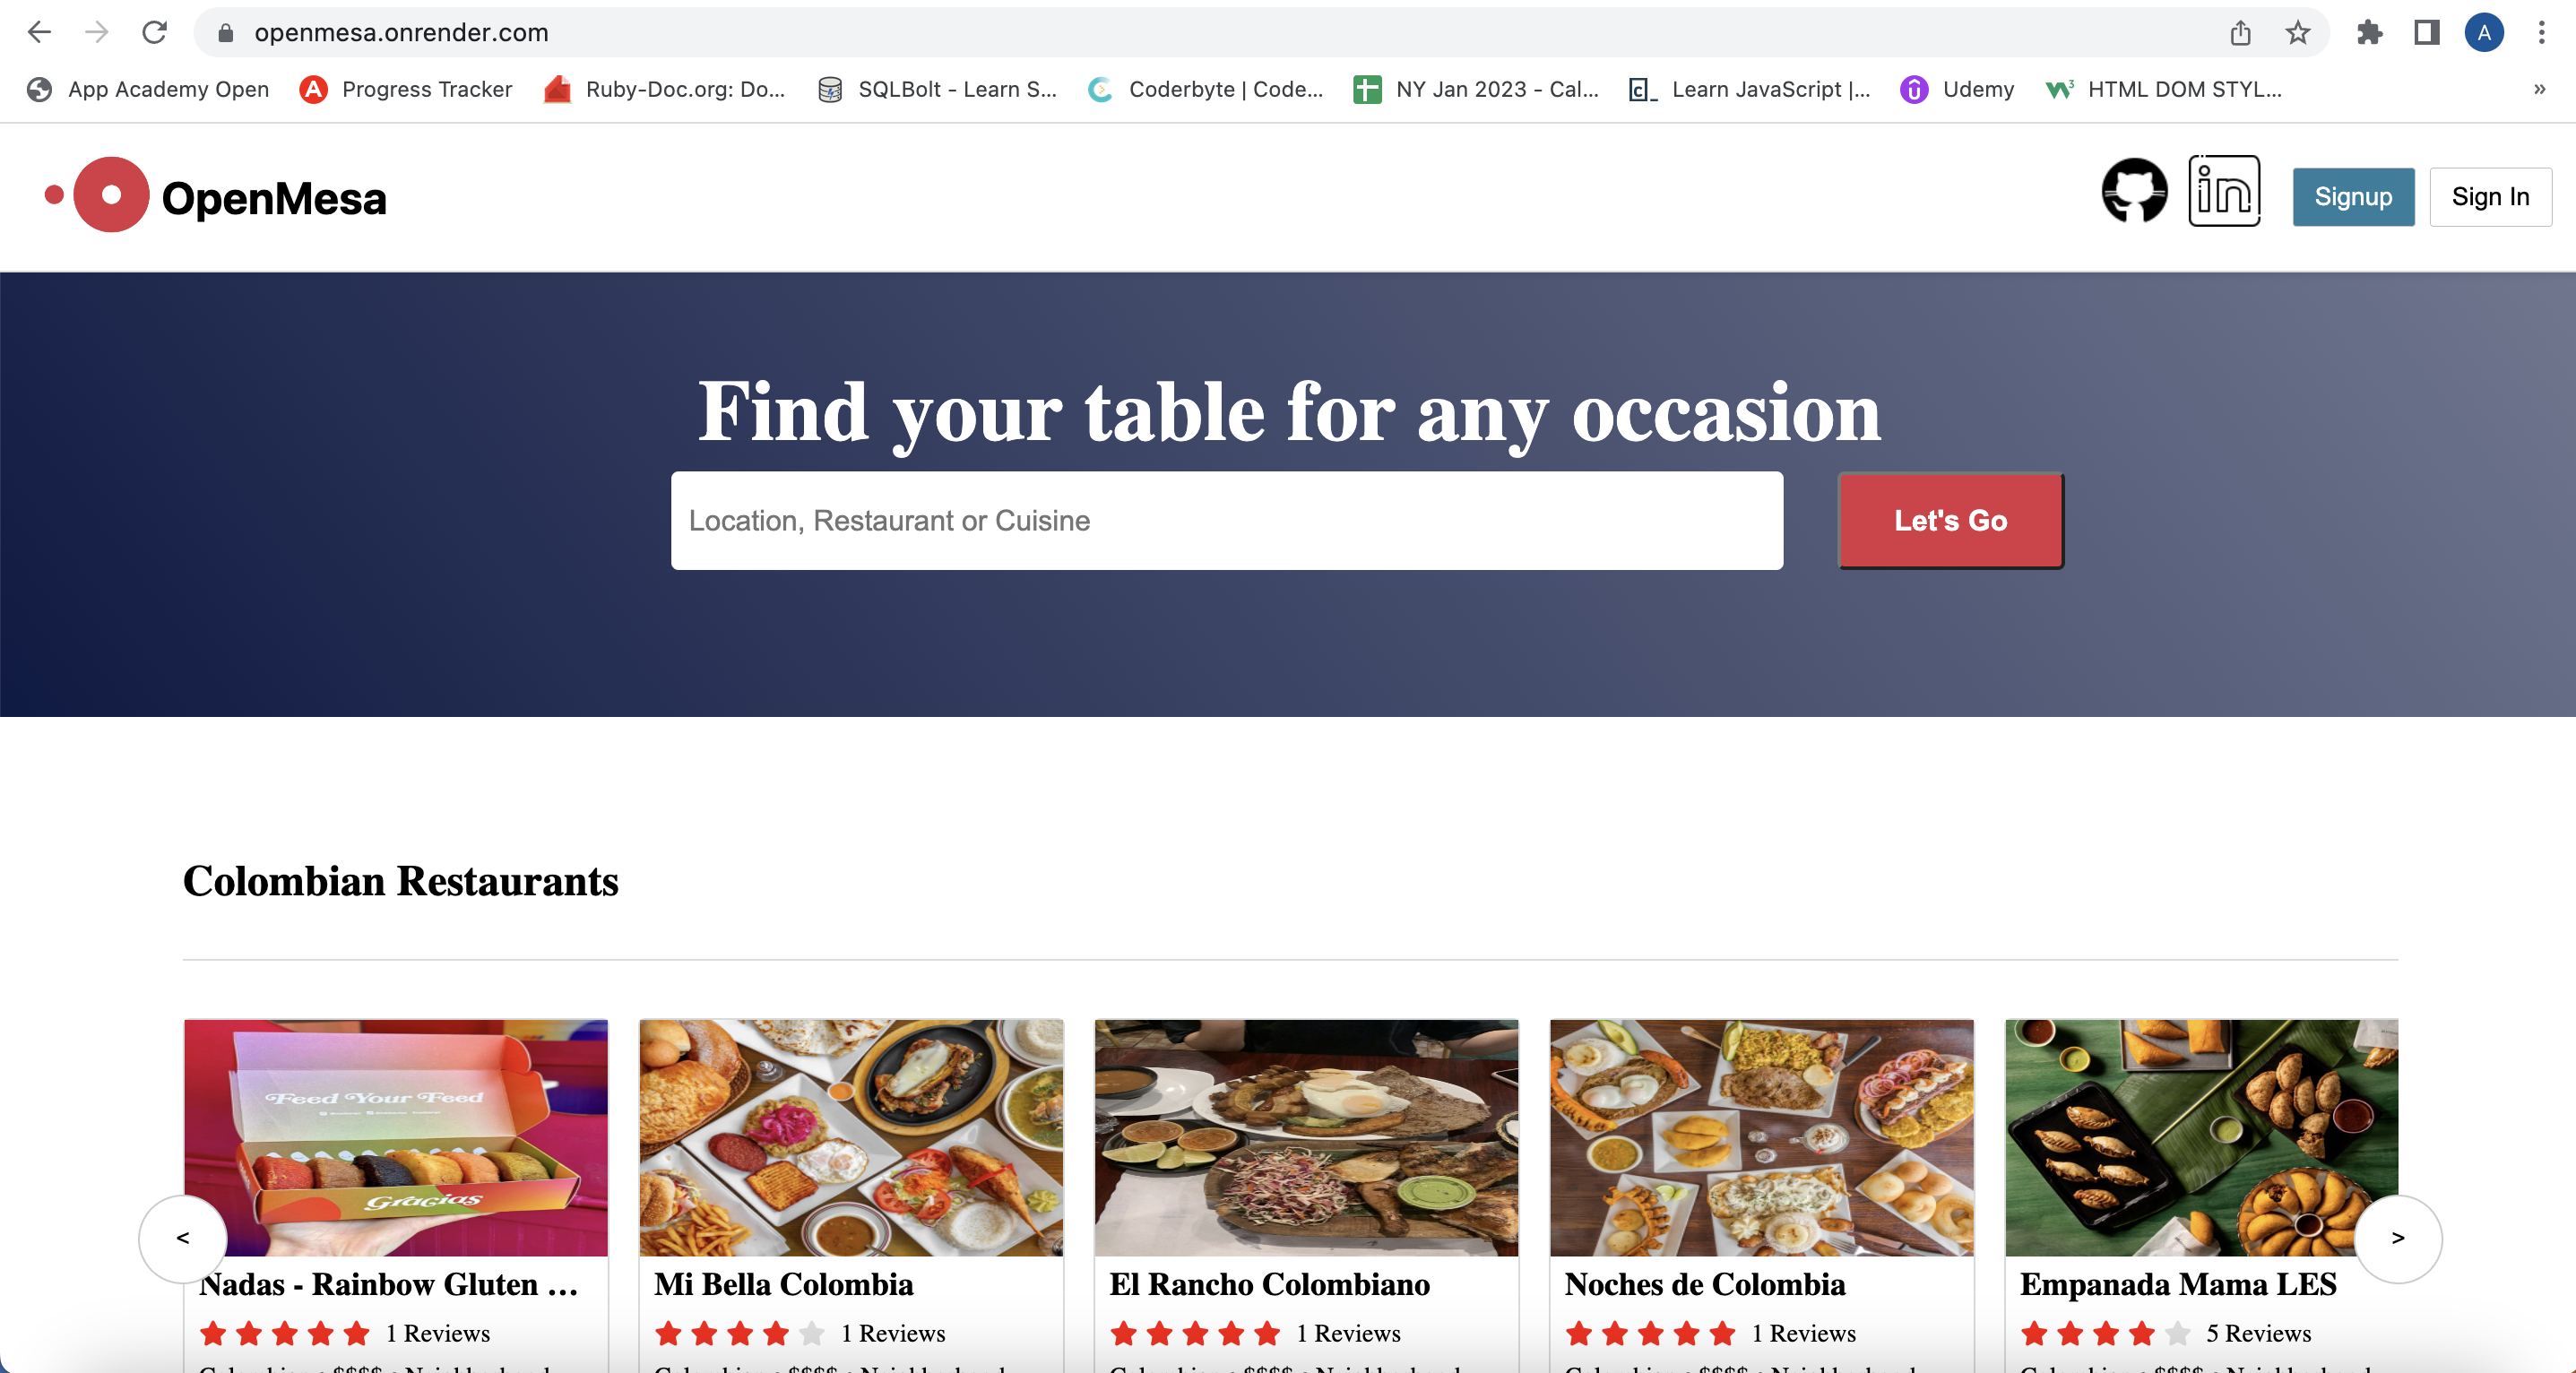 openmesa.onrender.com
A
App Academy Open
Progress Tracker
Ruby-Doc.org: Do...
SQLBolt - Learn S...
Coderbyte | Code...
NY Jan 2023 - Cal...
Learn JavaScript |...
Udemy
HTML DOM STYL...
»
OpenMesa
in
Signup
Sign In
Find your table for any occasion
Location, Restaurant or Cuisine
Let's Go
Colombian Restaurants
Feed Your Feed
Gracias
<
>
Nadas - Rainbow Gluten ...
Mi Bella Colombia
El Rancho Colombiano
Noches de Colombia
Empanada Mama LES
1 Reviews
1 Reviews
1 Reviews
1 Reviews
5 Reviews